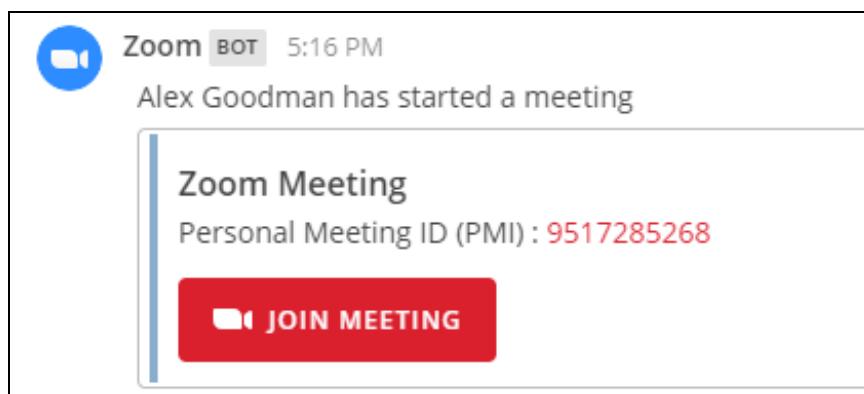 Zoom BOT 5:16 PM
Alex Goodman has started a meeting
Zoom Meeting
Personal Meeting ID (PMI) : 9517285268
JOIN MEETING